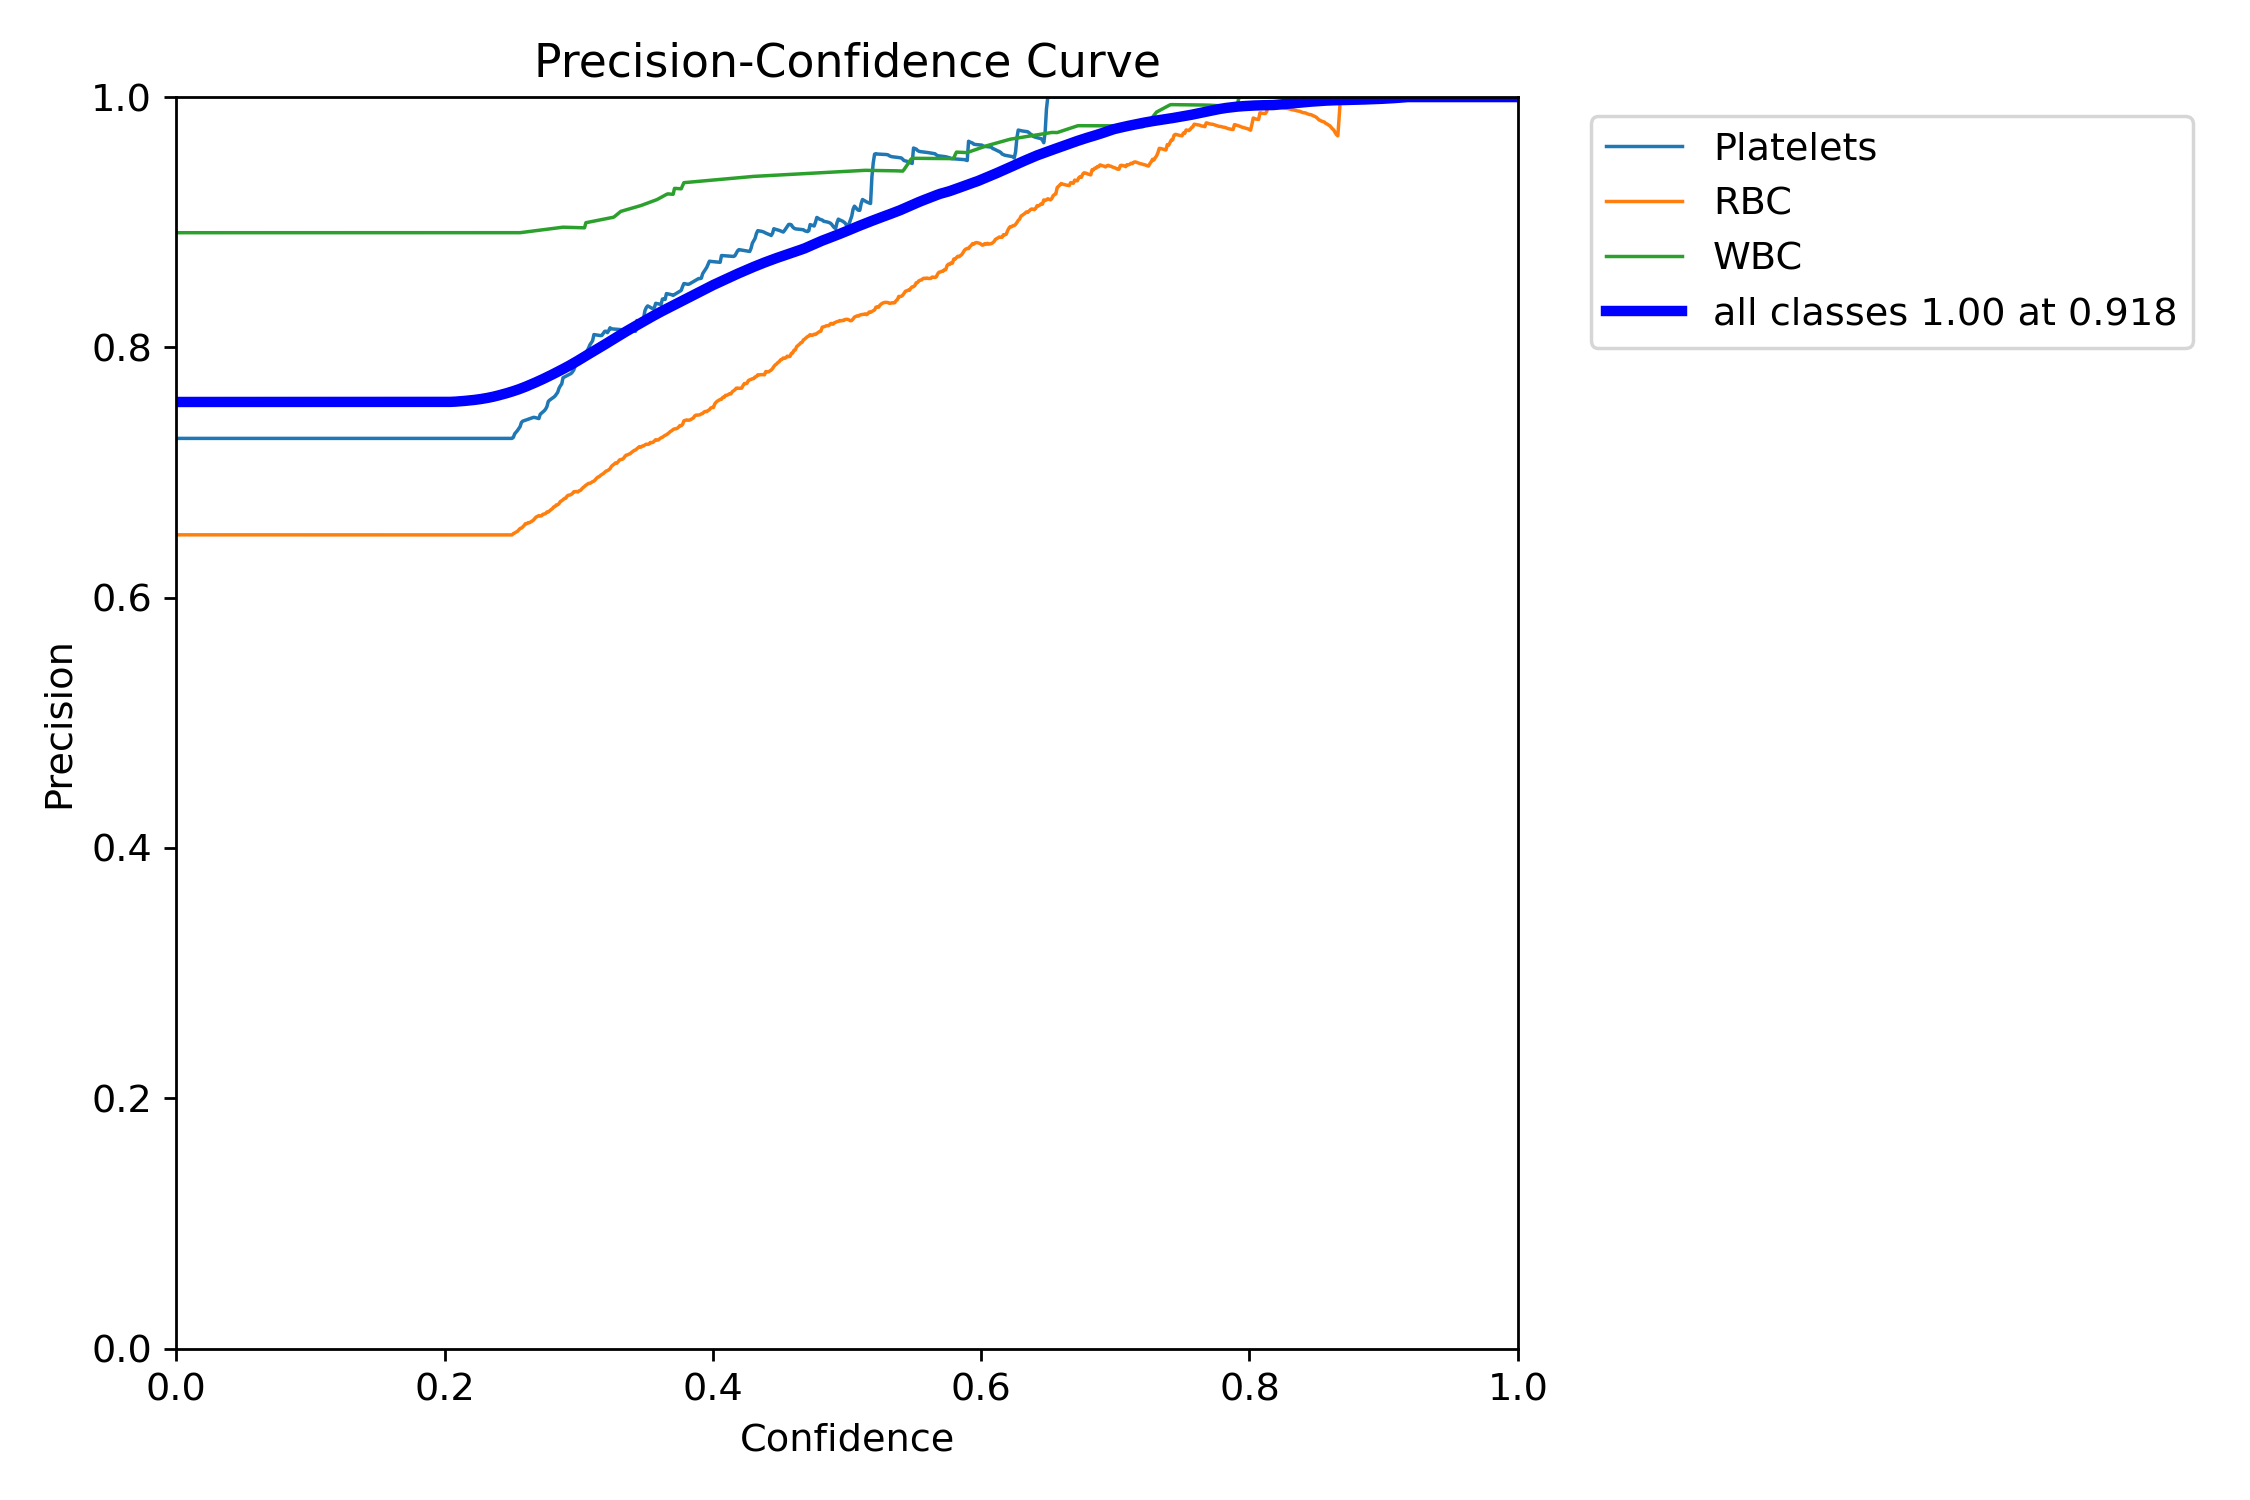 Precision-Confidence Curve
1.0
0.8
0.6
0.4
0.2
0.0
Precision
0.0 0.2 0.4 0.6 0.8 1.0
Confidence
Platelets
RBC
WBC
all classes 1.00 at 0.918